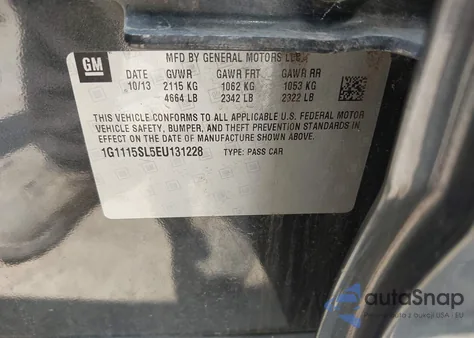 GM
MFD BY GENERAL MOTORS LLC
DATE GVWR GAWR FRT GAWR RR
10/13 2115 KG 1062 KG 1053 KG
4664 LB 2342 LB 2322 LB
THIS VEHICLE CONFORMS TO ALL APPLICABLE U.S. FEDERAL MOTOR
VEHICLE SAFETY, BUMPER, AND THEFT PREVENTION STANDARDS
IN EFFECT ON THE DATE OF MANUFACTURE SHOWN ABOVE.
1G1115SL5EU131228 TYPE: PASS CAR
autoSnap
USA EU